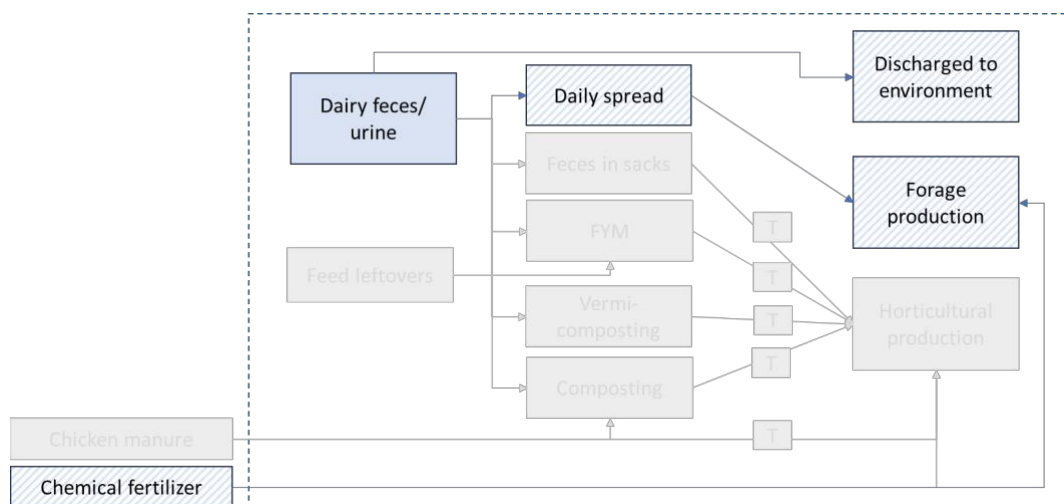 Dairy feces/
urine
Daily spread
Discharged to
environment
Feces in sacks
Forage
production
FYM
T
Feed leftovers
T
Vermi-
composting
T
Horticultural
production
Composting
T
Chicken manure
T
Chemical fertilizer